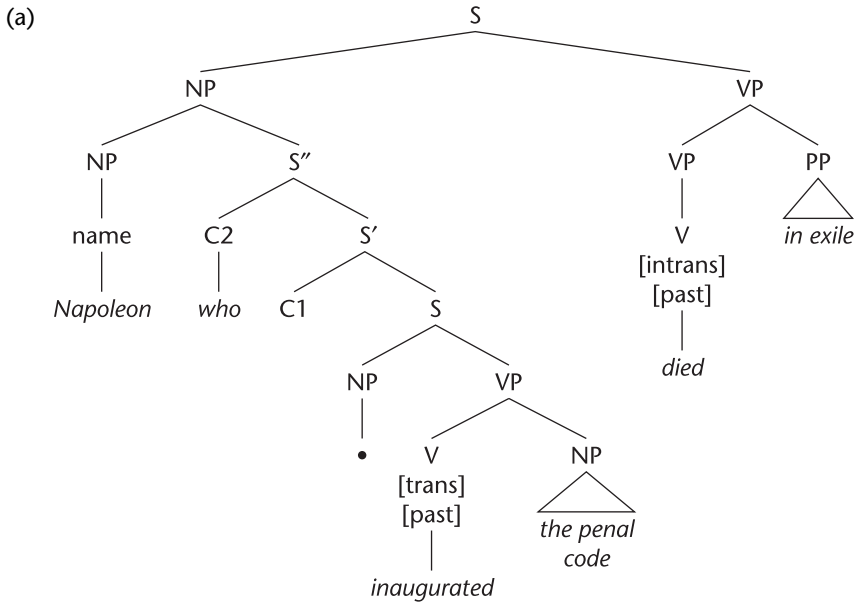 (a)
S
NP VP
NP S″ VP PP
name C2 S′ V in exile
[intrans]
Napoleon who C1 S [past]
died
NP VP
• V NP
[trans]
[past] the penal
code
inaugurated